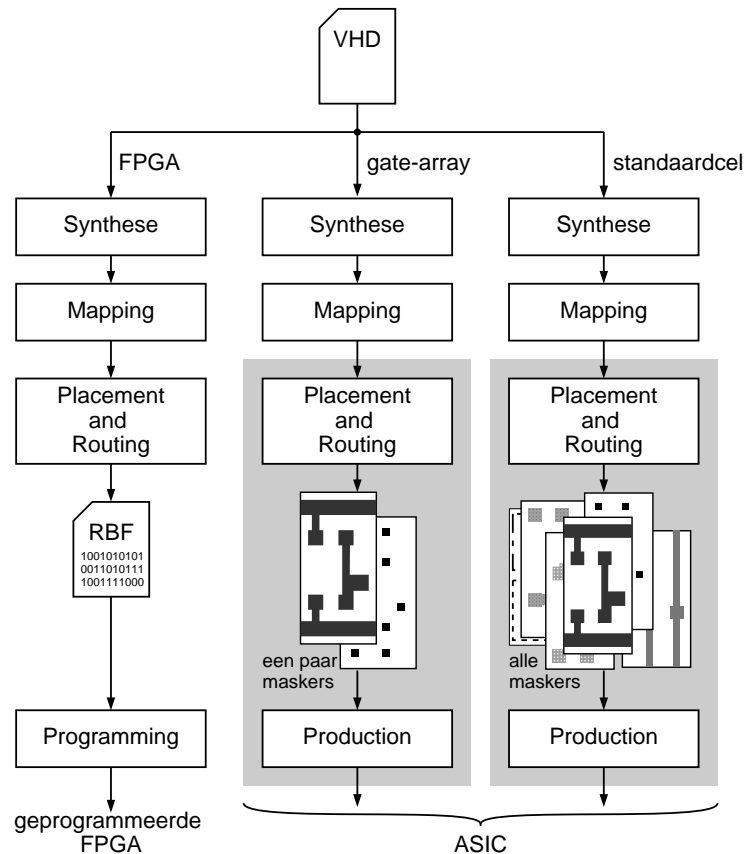 VHD
FPGA
gate-array
standaardcel
Synthese
Synthese
Synthese
Mapping
Mapping
Mapping
Placement
and
Routing
Placement
and
Routing
Placement
and
Routing
RBF
1001010101
0011010111
1001111000
een paar
maskers
alle
maskers
Programming
Production
Production
geprogrammeerde
FPGA
ASIC